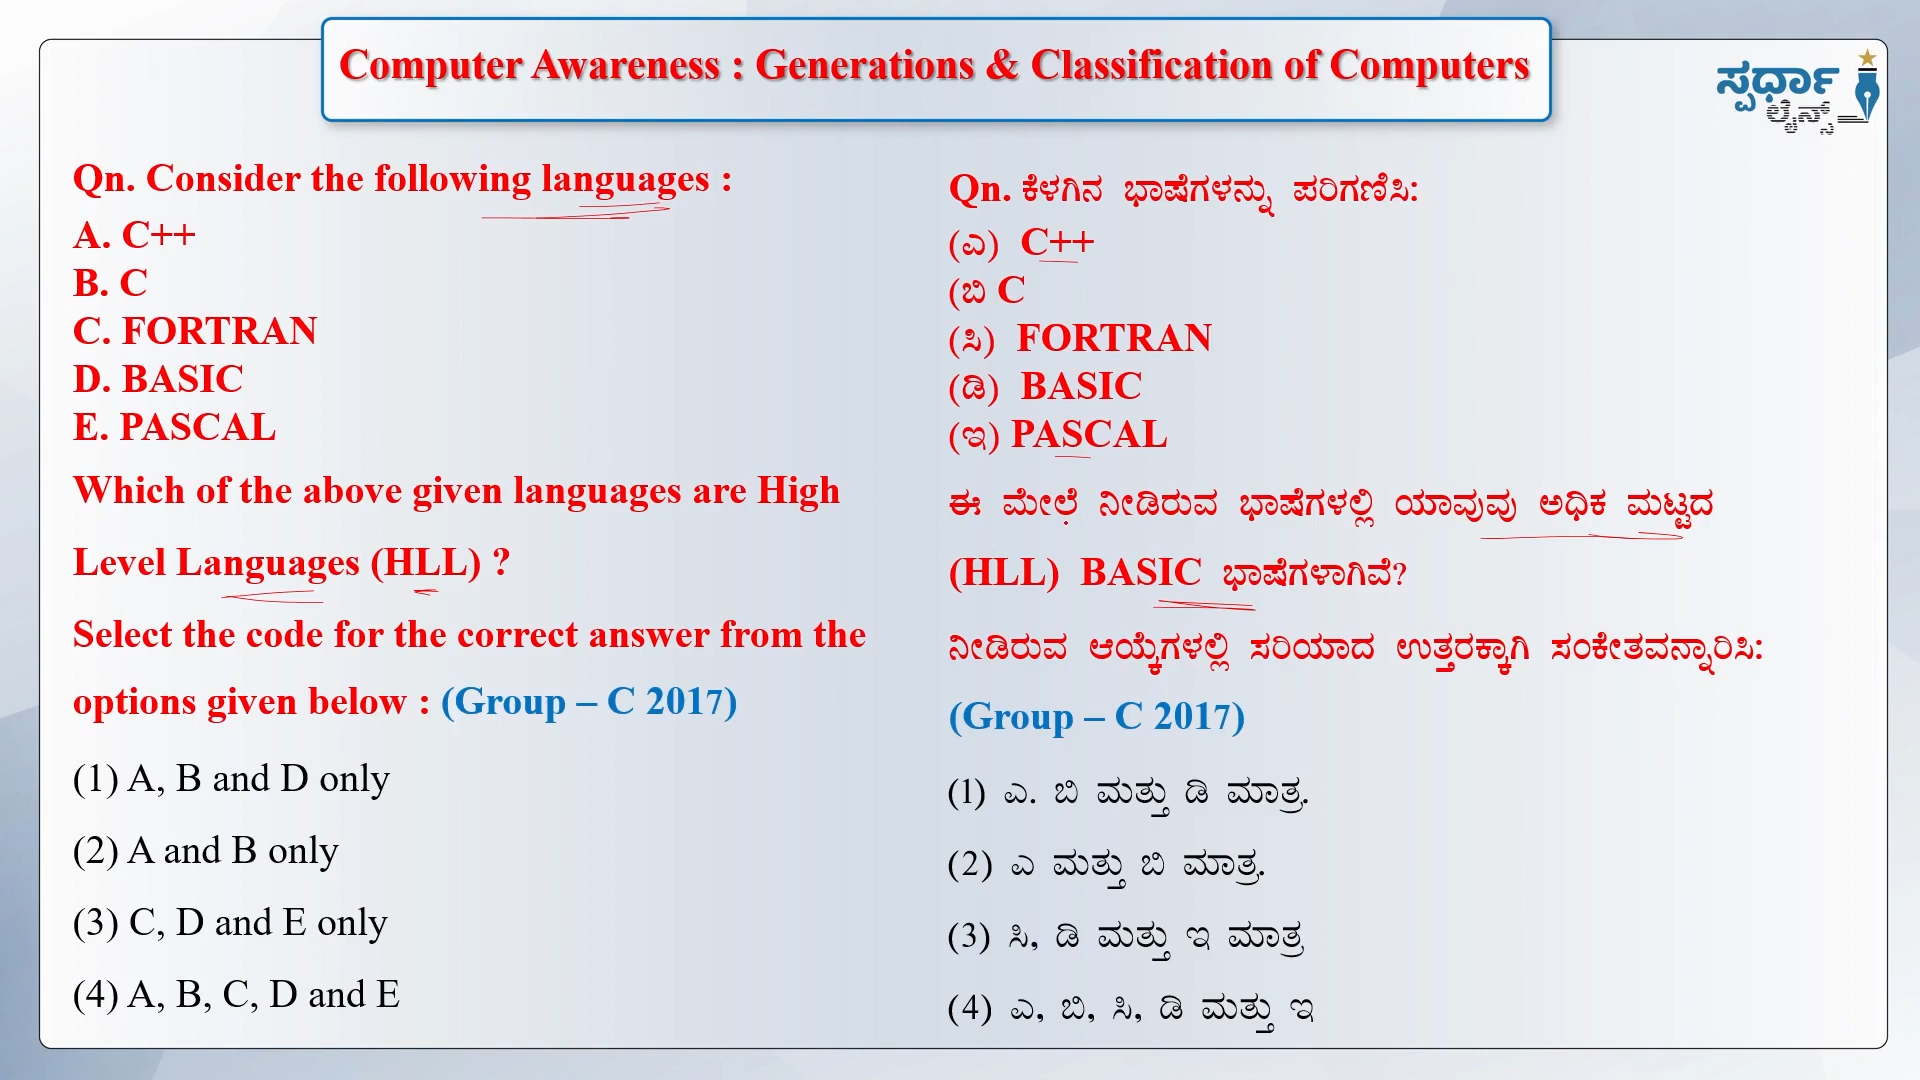 Computer Awareness : Generations & Classification of Computers
ಸ್ಪರ್ಧಾ
ಲೈನ್ಸ್
Qn. Consider the following languages :
A. C++
B. C
C. FORTRAN
D. BASIC
E. PASCAL
Which of the above given languages are High
Level Languages (HLL) ?
Select the code for the correct answer from the
options given below : (Group – C 2017)
(1) A, B and D only
(2) A and B only
(3) C, D and E only
(4) A, B, C, D and E
Qn. ಕೆಳಗಿನ ಭಾಷೆಗಳನ್ನು ಪರಿಗಣಿಸಿ:
(ಎ) C++
(ಬಿ C
(ಸಿ) FORTRAN
(ಡಿ) BASIC
(ಇ) PASCAL
ಈ ಮೇಲೆ ನೀಡಿರುವ ಭಾಷೆಗಳಲ್ಲಿ ಯಾವುವು ಅಧಿಕ ಮಟ್ಟದ
(HLL) BASIC ಭಾಷೆಗಳಾಗಿವೆ?
ನೀಡಿರುವ ಆಯ್ಕೆಗಳಲ್ಲಿ ಸರಿಯಾದ ಉತ್ತರಕ್ಕಾಗಿ ಸಂಕೇತವನ್ನಾರಿಸಿ:
(Group – C 2017)
(1) ಎ. ಬಿ ಮತ್ತು ಡಿ ಮಾತ್ರ.
(2) ಎ ಮತ್ತು ಬಿ ಮಾತ್ರ.
(3) ಸಿ, ಡಿ ಮತ್ತು ಇ ಮಾತ್ರ
(4) ಎ, ಬಿ, ಸಿ, ಡಿ ಮತ್ತು ಇ